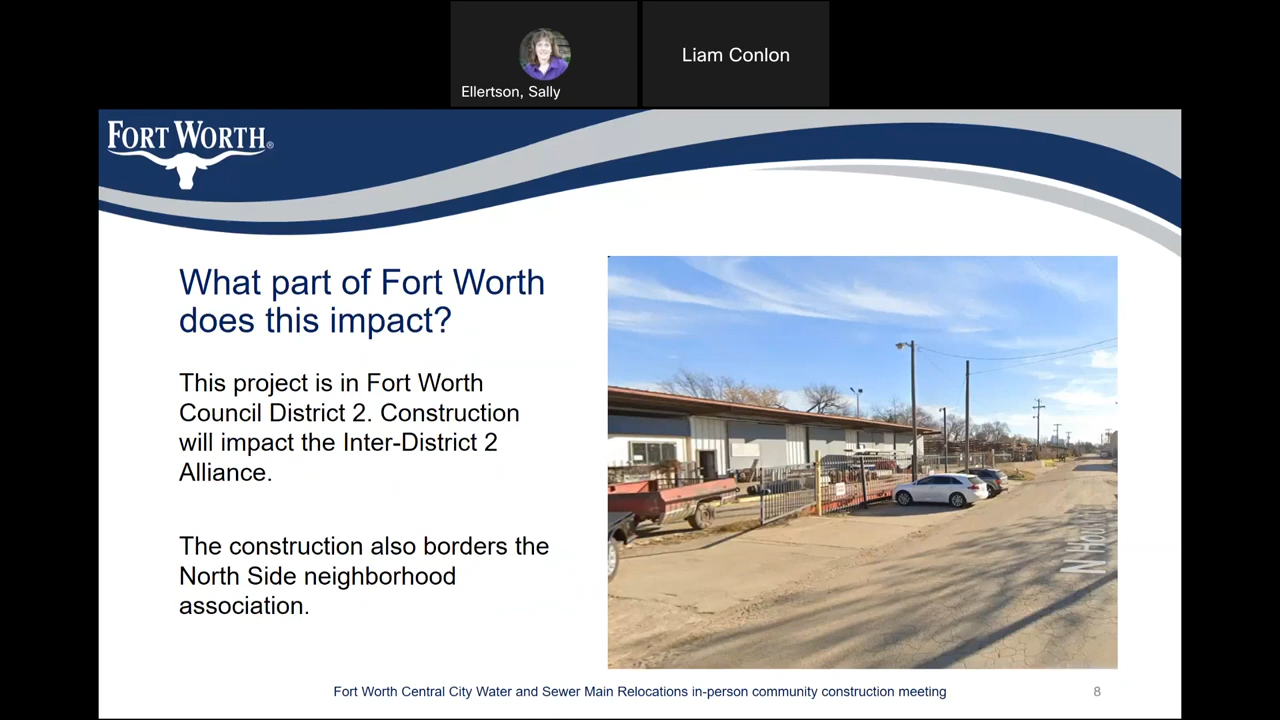 Ellertson, Sally
Liam Conlon
FORT WORTH®
What part of Fort Worth
does this impact?
This project is in Fort Worth
Council District 2. Construction
will impact the Inter-District 2
Alliance.
The construction also borders the
North Side neighborhood
association.
Fort Worth Central City Water and Sewer Main Relocations in-person community construction meeting
8